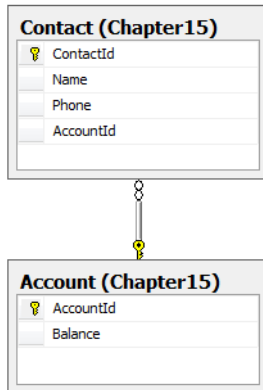 Contact (Chapter15)
ContactId
Name
Phone
AccountId
Account (Chapter15)
AccountId
Balance